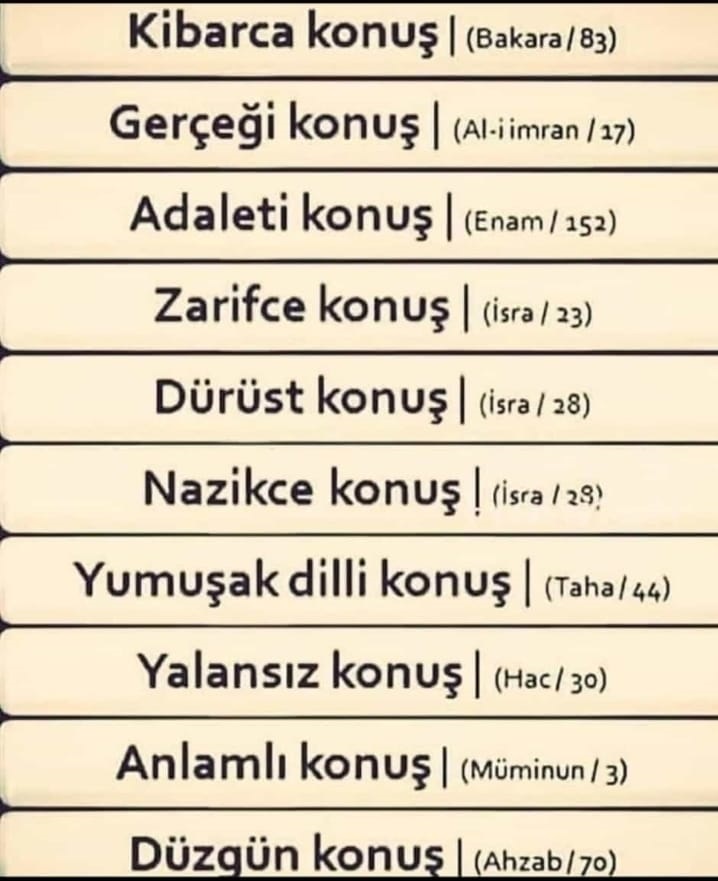 Kibarca konuş | (Bakara / 83)
Gerçeği konuş | (Al-i imran / 17)
Adaleti konuş | (Enam / 152)
Zarifce konuş | (İsra / 23)
Dürüst konuş | (İsra / 28)
Nazikce konuş | (İsra / 28)
Yumuşak dilli konuş | (Taha / 44)
Yalansız konuş | (Hac / 30)
Anlamlı konuş | (Müminun / 3)
Düzgün konuş | (Ahzab / 70)